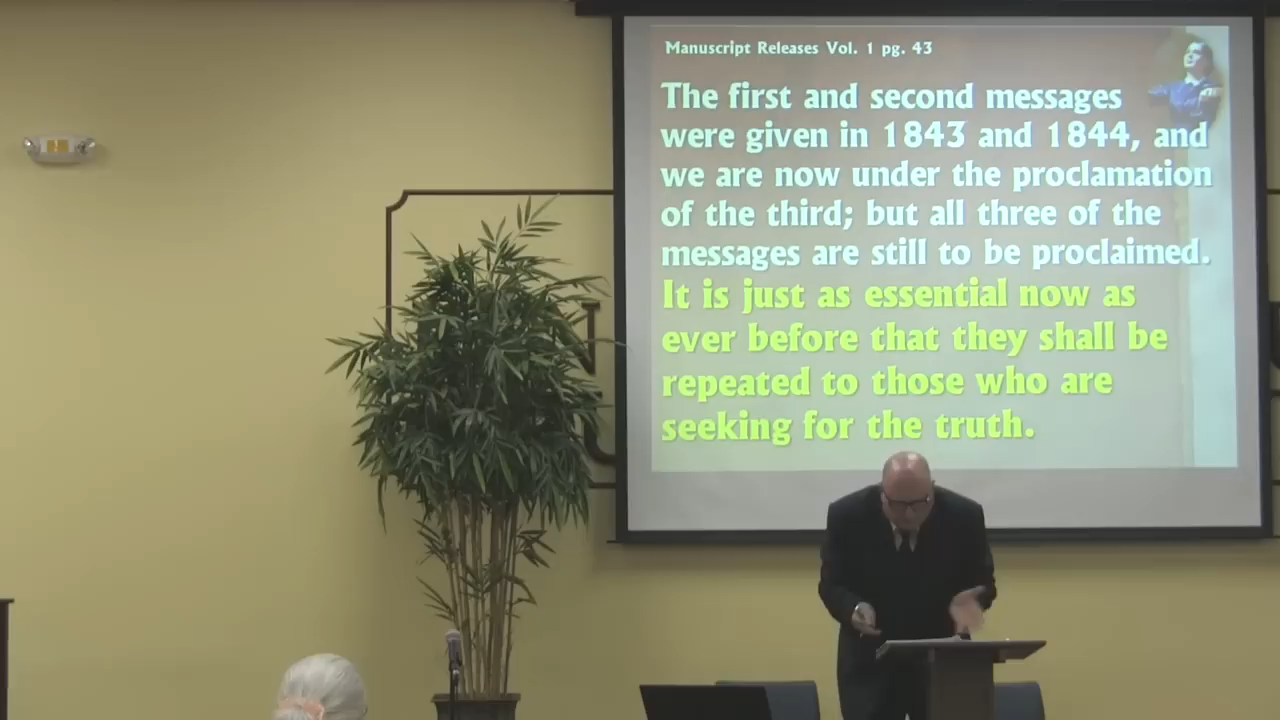 Manuscript Releases Vol. 1 pg. 43
The first and second messages
were given in 1843 and 1844, and
we are now under the proclamation
of the third; but all three of the
messages are still to be proclaimed.
It is just as essential now as
ever before that they shall be
repeated to those who are
seeking for the truth.